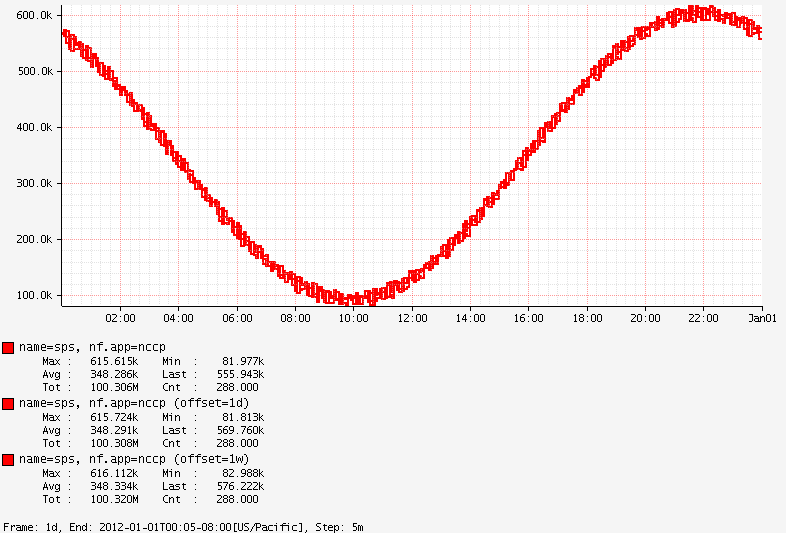 600.0k
500.0k
400.0k
300.0k
200.0k
100.0k
02:00 04:00 06:00 08:00 10:00 12:00 14:00 16:00 18:00 20:00 22:00 Jan01
name=sps, nf.app=nccp
Max : 615.615k Min : 81.977k
Avg : 348.286k Last : 555.943k
Tot : 100.306M Cnt : 288.000
name=sps, nf.app=nccp (offset=1d)
Max : 615.724k Min : 81.813k
Avg : 348.291k Last : 569.760k
Tot : 100.308M Cnt : 288.000
name=sps, nf.app=nccp (offset=1w)
Max : 616.112k Min : 82.988k
Avg : 348.334k Last : 576.222k
Tot : 100.320M Cnt : 288.000
Frame: 1d, End: 2012-01-01T00:05-08:00[US/Pacific], Step: 5m